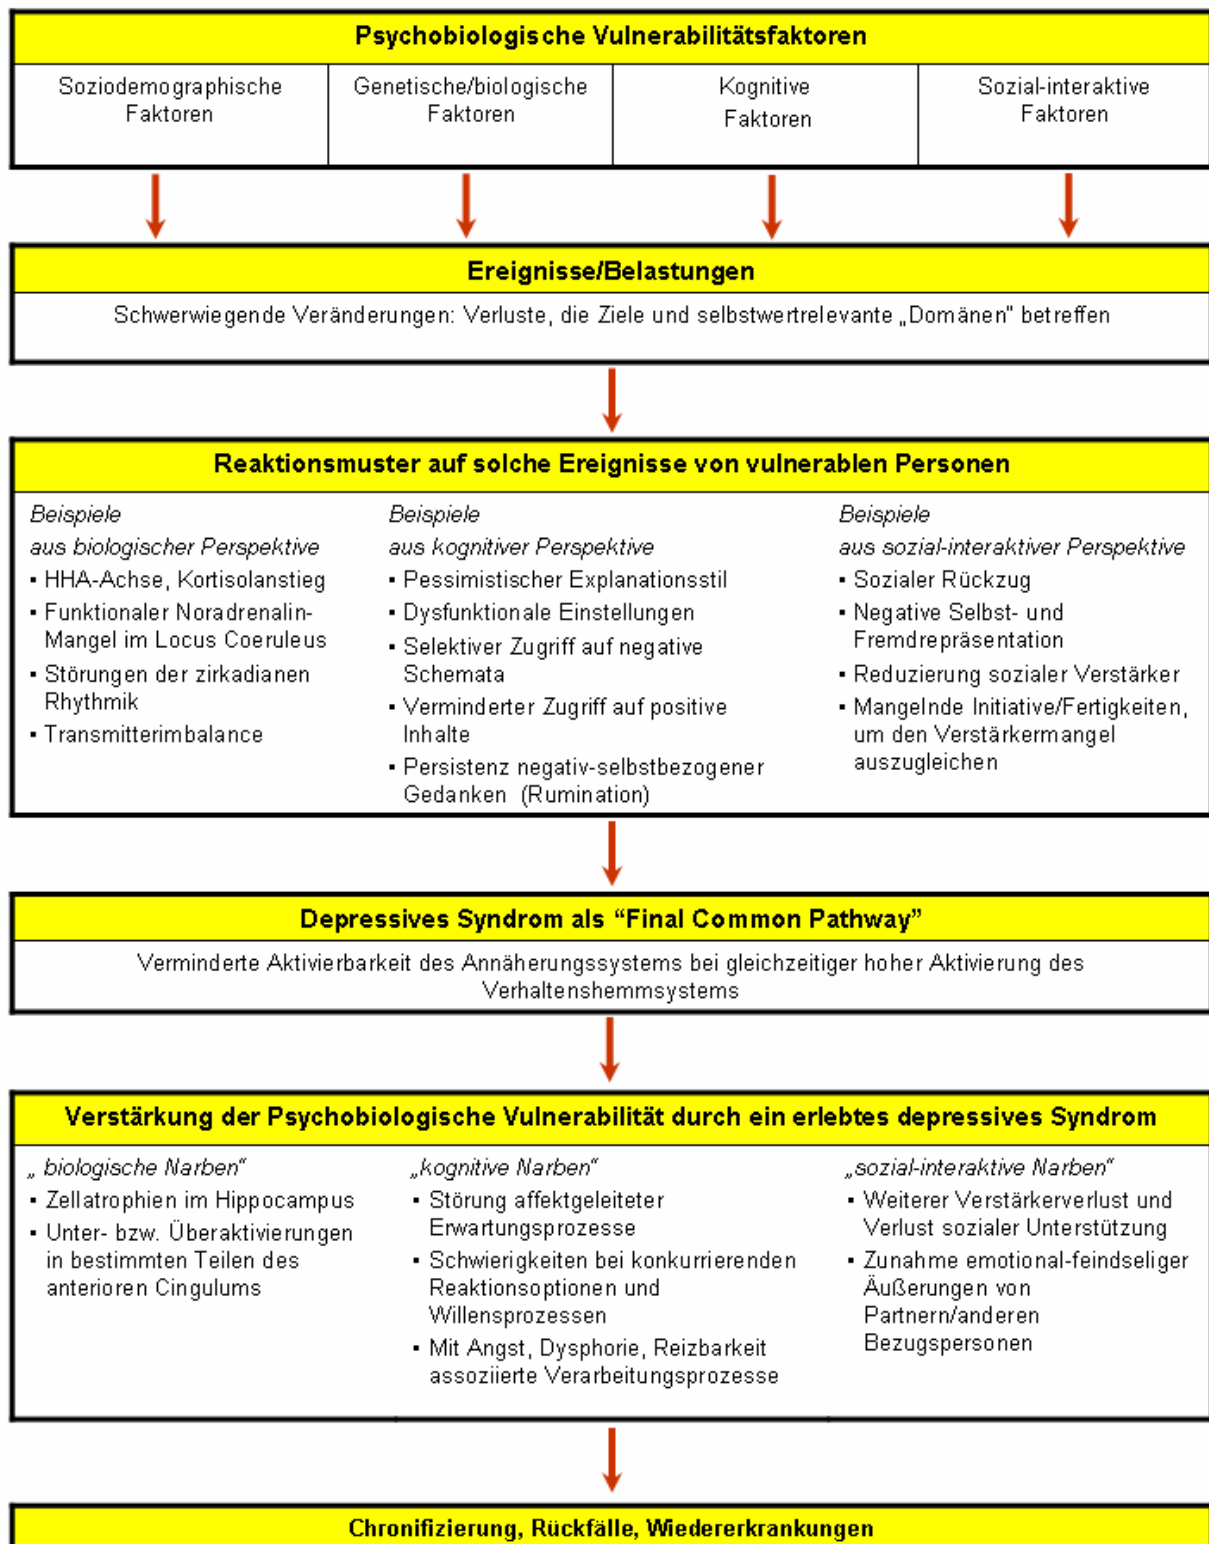 Psychobiologische Vulnerabilitätsfaktoren
Soziodemographische
Faktoren
Genetische/biologische
Faktoren
Kognitive
Faktoren
Sozial-interaktive
Faktoren
Ereignisse/Belastungen
Schwerwiegende Veränderungen: Verluste, die Ziele und selbstwertrelevante „Domänen" betreffen
Reaktionsmuster auf solche Ereignisse von vulnerablen Personen
Beispiele
aus biologischer Perspektive
▪ HHA-Achse, Kortisolanstieg
▪ Funktionaler Noradrenalin-
Mangel im Locus Coeruleus
▪ Störungen der zirkadianen
Rhythmik
▪ Transmitterimbalance
Beispiele
aus kognitiver Perspektive
▪ Pessimistischer Explanationsstil
▪ Dysfunktionale Einstellungen
▪ Selektiver Zugriff auf negative
Schemata
▪ Verminderter Zugriff auf positive
Inhalte
▪ Persistenz negativ-selbstbezogener
Gedanken (Rumination)
Beispiele
aus sozial-interaktiver Perspektive
▪ Sozialer Rückzug
▪ Negative Selbst- und
Fremdrepräsentation
▪ Reduzierung sozialer Verstärker
▪ Mangelnde Initiative/Fertigkeiten,
um den Verstärkermangel
auszugleichen
Depressives Syndrom als “Final Common Pathway”
Verminderte Aktivierbarkeit des Annäherungssystems bei gleichzeitiger hoher Aktivierung des
Verhaltenshemmsystems
Verstärkung der Psychobiologische Vulnerabilität durch ein erlebtes depressives Syndrom
„ biologische Narben“
▪ Zellatrophien im Hippocampus
▪ Unter- bzw. Überaktivierungen
in bestimmten Teilen des
anterioren Cingulums
„kognitive Narben“
▪ Störung affektgeleiteter
Erwartungsprozesse
▪ Schwierigkeiten bei konkurrierenden
Reaktionsoptionen und
Willensprozessen
▪ Mit Angst, Dysphorie, Reizbarkeit
assoziierte Verarbeitungsprozesse
„sozial-interaktive Narben“
▪ Weiterer Verstärkerverlust und
Verlust sozialer Unterstützung
▪ Zunahme emotional-feindseliger
Äußerungen von
Partnern/anderen
Bezugspersonen
Chronifizierung, Rückfälle, Wiedererkrankungen